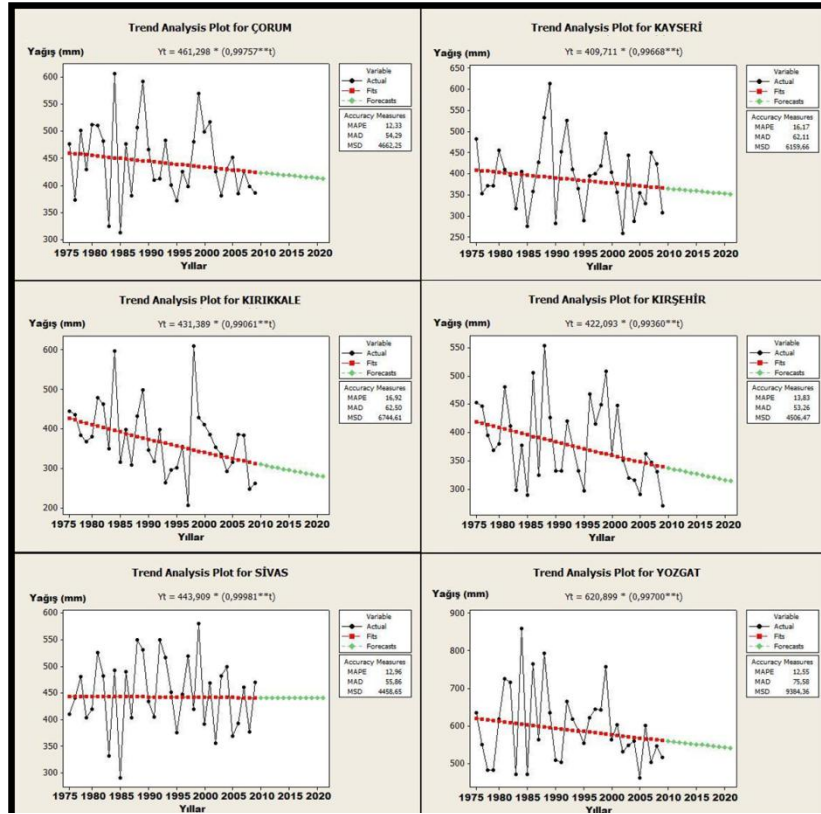 Trend Analysis Plot for ÇORUM
Yağış (mm)
Yt = 461,298 * (0,99757**t)
600
550
500
450
400
350
300
1975 1980 1985 1990 1995 2000 2005 2010 2015 2020
Yıllar
Variable
Actual
Fits
Forecasts
Accuracy Measures
MAPE 12,33
MAD 54,29
MSD 4662,25
Trend Analysis Plot for KAYSERİ
Yağış (mm)
Yt = 409,711 * (0,99668**t)
650
600
550
500
450
400
350
300
250
1975 1980 1985 1990 1995 2000 2005 2010 2015 2020
Yıllar
Variable
Actual
Fits
Forecasts
Accuracy Measures
MAPE 16,17
MAD 62,11
MSD 6159,66
Trend Analysis Plot for KIRIKKALE
Yağış (mm)
Yt = 431,389 * (0,99061**t)
600
500
400
300
200
1975 1980 1985 1990 1995 2000 2005 2010 2015 2020
Yıllar
Variable
Actual
Fits
Forecasts
Accuracy Measures
MAPE 16,92
MAD 62,50
MSD 6744,61
Trend Analysis Plot for KIRŞEHİR
Yağış (mm)
Yt = 422,093 * (0,99360**t)
550
500
450
400
350
300
1975 1980 1985 1990 1995 2000 2005 2010 2015 2020
Yıllar
Variable
Actual
Fits
Forecasts
Accuracy Measures
MAPE 13,83
MAD 53,26
MSD 4506,47
Trend Analysis Plot for SİVAS
Yağış (mm)
Yt = 443,909 * (0,99981**t)
600
550
500
450
400
350
300
1975 1980 1985 1990 1995 2000 2005 2010 2015 2020
Yıllar
Variable
Actual
Fits
Forecasts
Accuracy Measures
MAPE 12,96
MAD 55,86
MSD 4458,65
Trend Analysis Plot for YOZGAT
Yağış (mm)
Yt = 620,899 * (0,99700**t)
900
800
700
600
500
1975 1980 1985 1990 1995 2000 2005 2010 2015 2020
Yıllar
Variable
Actual
Fits
Forecasts
Accuracy Measures
MAPE 12,55
MAD 75,58
MSD 9384,36